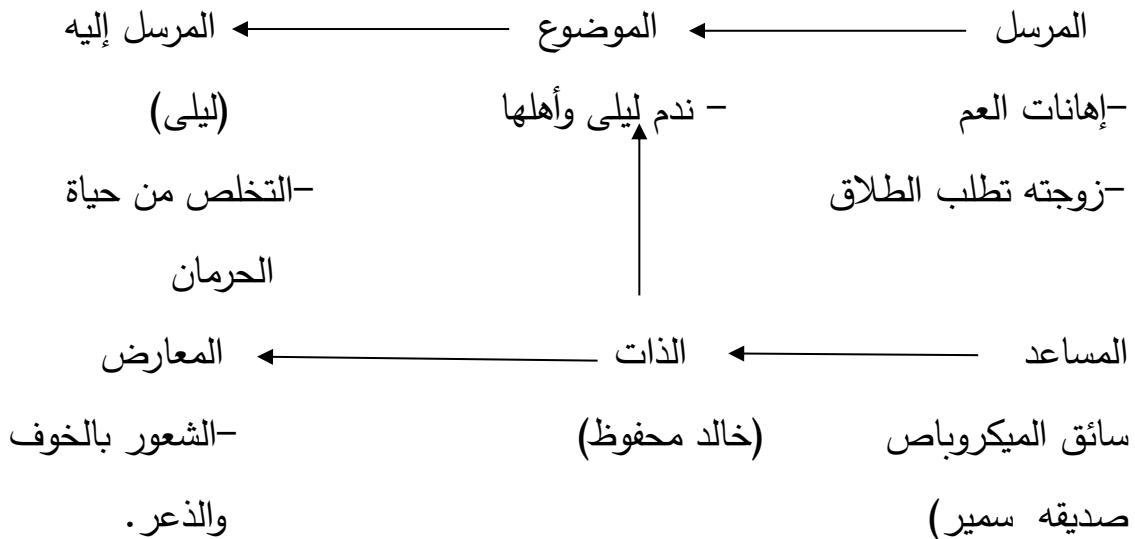 المرسل الموضوع المرسل إليه
-إهانات العم - ندم ليلى وأهلها (ليلى)
-زوجته تطلب الطلاق -التخلص من حياة
الحرمان
المساعد الذات المعارض
سائق الميكروباص (خالد محفوظ) -الشعور بالخوف
صديقه سمير) والذعر.